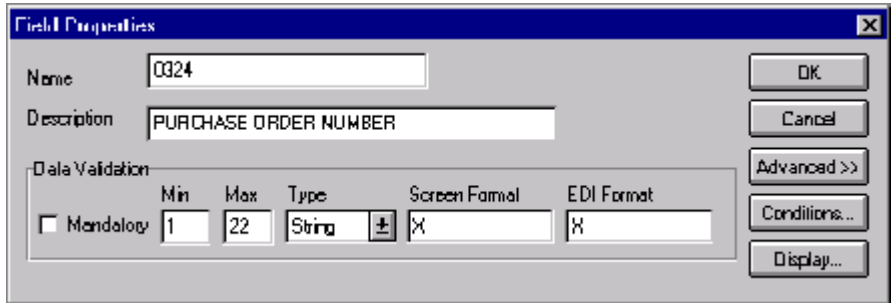 Field Properties
Name 0324 OK
Description PURCHASE ORDER NUMBER Cancel
Data Validation Advanced >>
Min Max Type Screen Format EDI Format
Mandatory 1 22 String X X Conditions...
Display...